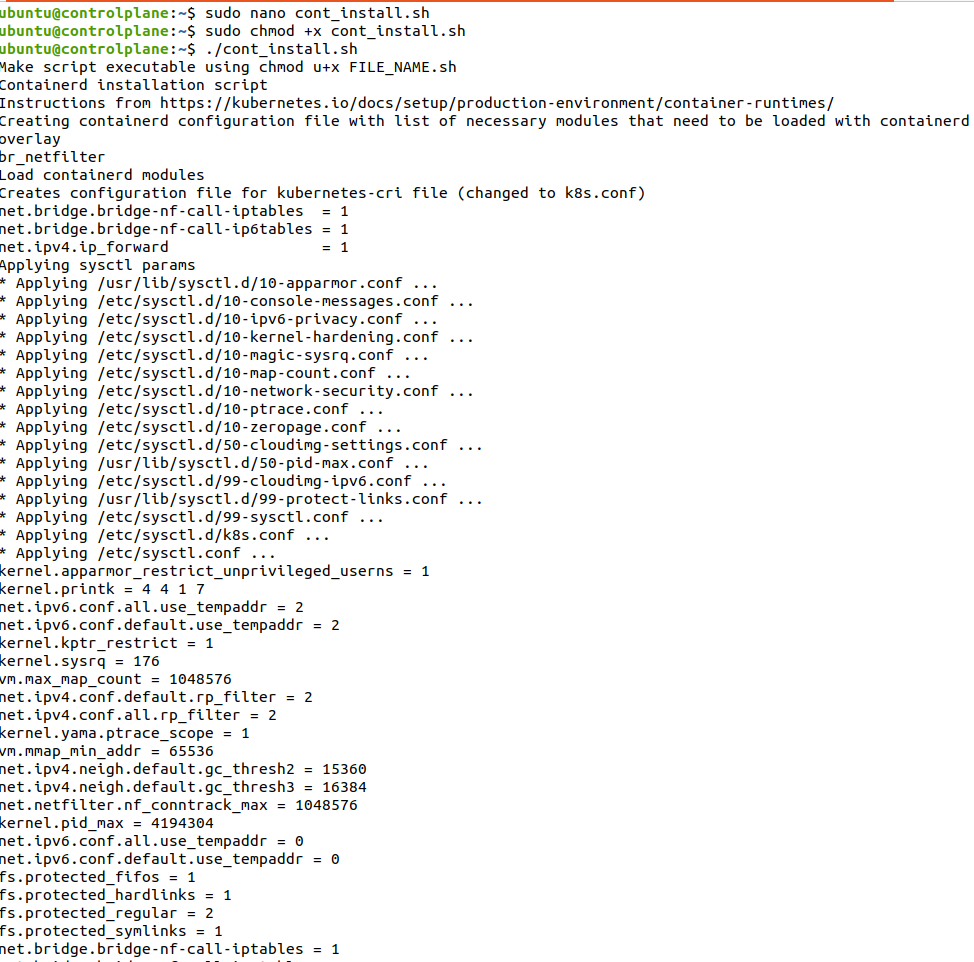 ubuntu@controlplane:~$ sudo nano cont_install.sh
ubuntu@controlplane:~$ sudo chmod +x cont_install.sh
ubuntu@controlplane:~$ ./cont_install.sh
Make script executable using chmod u+x FILE_NAME.sh
Containerd installation script
Instructions from https://kubernetes.io/docs/setup/production-environment/container-runtimes/
Creating containerd configuration file with list of necessary modules that need to be loaded with containerd
overlay
br_netfilter
Load containerd modules
Creates configuration file for kubernetes-cri file (changed to k8s.conf)
net.bridge.bridge-nf-call-iptables  = 1
net.bridge.bridge-nf-call-ip6tables = 1
net.ipv4.ip_forward                 = 1
Applying sysctl params
* Applying /usr/lib/sysctl.d/10-apparmor.conf ...
* Applying /etc/sysctl.d/10-console-messages.conf ...
* Applying /etc/sysctl.d/10-ipv6-privacy.conf ...
* Applying /etc/sysctl.d/10-kernel-hardening.conf ...
* Applying /etc/sysctl.d/10-magic-sysrq.conf ...
* Applying /etc/sysctl.d/10-map-count.conf ...
* Applying /etc/sysctl.d/10-network-security.conf ...
* Applying /etc/sysctl.d/10-ptrace.conf ...
* Applying /etc/sysctl.d/10-zeropage.conf ...
* Applying /etc/sysctl.d/50-cloudimg-settings.conf ...
* Applying /usr/lib/sysctl.d/50-pid-max.conf ...
* Applying /etc/sysctl.d/99-cloudimg-ipv6.conf ...
* Applying /usr/lib/sysctl.d/99-protect-links.conf ...
* Applying /etc/sysctl.d/99-sysctl.conf ...
* Applying /etc/sysctl.d/k8s.conf ...
* Applying /etc/sysctl.conf ...
kernel.apparmor_restrict_unprivileged_userns = 1
kernel.printk = 4 4 1 7
net.ipv6.conf.all.use_tempaddr = 2
net.ipv6.conf.default.use_tempaddr = 2
kernel.kptr_restrict = 1
kernel.sysrq = 176
vm.max_map_count = 1048576
net.ipv4.conf.default.rp_filter = 2
net.ipv4.conf.all.rp_filter = 2
kernel.yama.ptrace_scope = 1
vm.mmap_min_addr = 65536
net.ipv4.neigh.default.gc_thresh2 = 15360
net.ipv4.neigh.default.gc_thresh3 = 16384
net.netfilter.nf_conntrack_max = 1048576
kernel.pid_max = 4194304
net.ipv6.conf.all.use_tempaddr = 0
net.ipv6.conf.default.use_tempaddr = 0
fs.protected_fifos = 1
fs.protected_hardlinks = 1
fs.protected_regular = 2
fs.protected_symlinks = 1
net.bridge.bridge-nf-call-iptables = 1